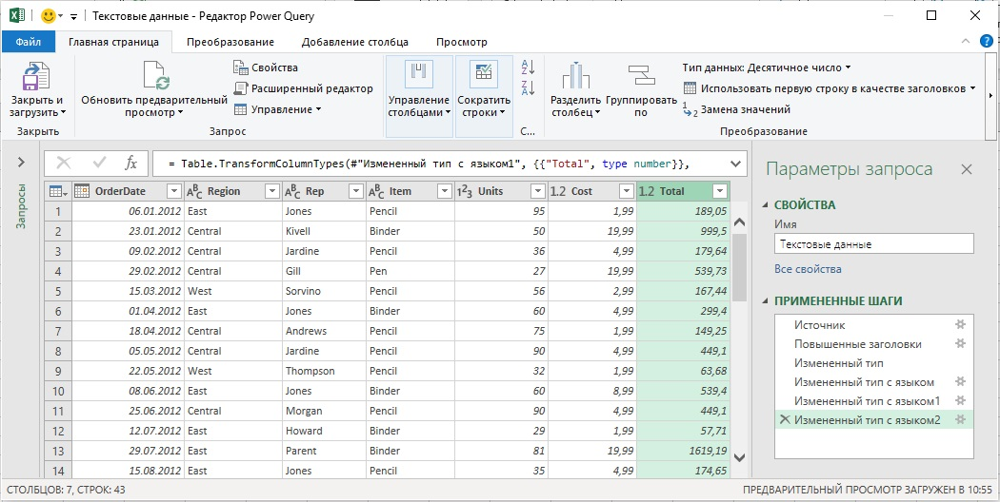 Текстовые данные - Редактор Power Query
Файл Главная страница Преобразование Добавление столбца Просмотр
Закрыть и загрузить
Закрыть
Обновить предварительный просмотр
Свойства
Расширенный редактор
Управление
Запрос
Управление столбцами
Сократить строки
С...
Разделить столбец
Группировать по
Тип данных: Десятичное число
Использовать первую строку в качестве заголовков
Замена значений
Преобразование
Запросы
fx = Table.TransformColumnTypes(#"Измененный тип с языком1", {{"Total", type number}},
OrderDate ABC Region ABC Rep ABC Item 123 Units 1.2 Cost 1.2 Total
1 06.01.2012 East Jones Pencil 95 1,99 189,05
2 23.01.2012 Central Kivell Binder 50 19,99 999,5
3 09.02.2012 Central Jardine Pencil 36 4,99 179,64
4 29.02.2012 Central Gill Pen 27 19,99 539,73
5 15.03.2012 West Sorvino Pencil 56 2,99 167,44
6 01.04.2012 East Jones Binder 60 4,99 299,4
7 18.04.2012 Central Andrews Pencil 75 1,99 149,25
8 05.05.2012 Central Jardine Pencil 90 4,99 449,1
9 22.05.2012 West Thompson Pencil 32 1,99 63,68
10 08.06.2012 East Jones Binder 60 8,99 539,4
11 25.06.2012 Central Morgan Pencil 90 4,99 449,1
12 12.07.2012 East Howard Binder 29 1,99 57,71
13 29.07.2012 East Parent Binder 81 19,99 1619,19
14 15.08.2012 East Jones Pencil 35 4,99 174,65
Параметры запроса
СВОЙСТВА
Имя
Текстовые данные
Все свойства
ПРИМЕНЕННЫЕ ШАГИ
Источник
Повышенные заголовки
Измененный тип
Измененный тип с языком
Измененный тип с языком1
Измененный тип с языком2
СТОЛБЦОВ: 7, СТРОК: 43
ПРЕДВАРИТЕЛЬНЫЙ ПРОСМОТР ЗАГРУЖЕН В 10:55